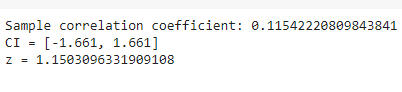 Sample correlation coefficient: 0.11542220809843841
CI = [-1.661, 1.661]
z = 1.1503096331909108